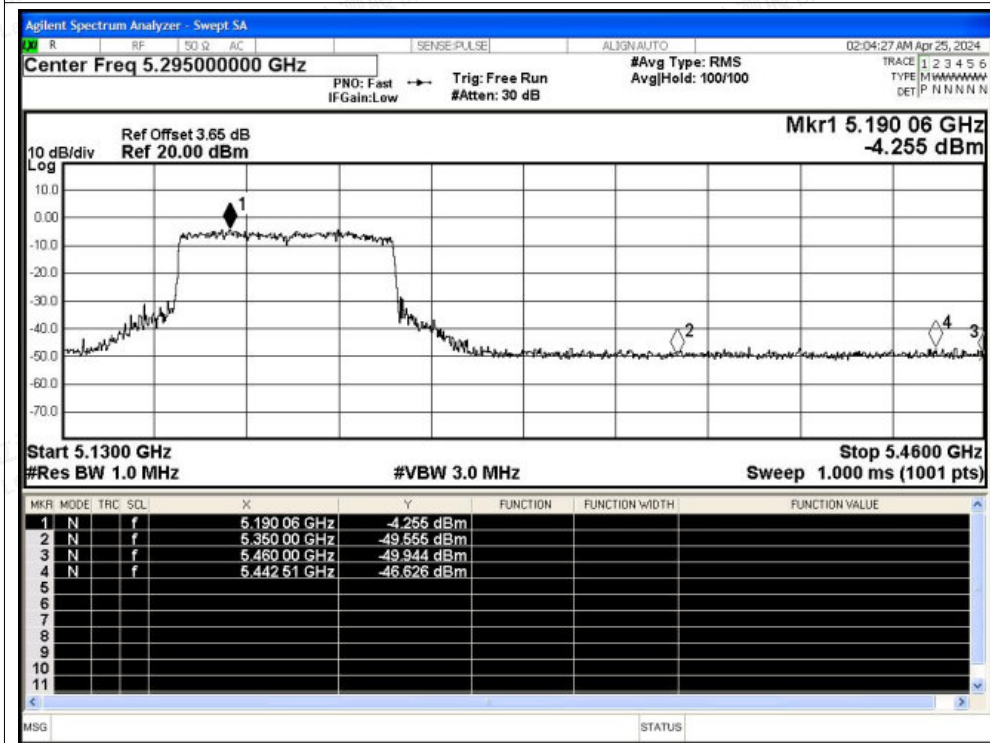 Agilent Spectrum Analyzer - Swept SA
LXI R RF 50 Ω AC SENSE:PULSE ALIGNAUTO 02:04:27 AM Apr 25, 2024
Center Freq 5.295000000 GHz
PNO: Fast
IFGain:Low
Trig: Free Run
#Atten: 30 dB
#Avg Type: RMS
Avg|Hold: 100/100
TRACE 1 2 3 4 5 6
TYPE M W W W W W
DET P N N N N N
Mkr1 5.190 06 GHz
-4.255 dBm
Ref Offset 3.65 dB
10 dB/div Ref 20.00 dBm
Log
10.0
0.00
-10.0
-20.0
-30.0
-40.0
-50.0
-60.0
-70.0
1
2
4
3
Start 5.1300 GHz Stop 5.4600 GHz
#Res BW 1.0 MHz #VBW 3.0 MHz Sweep 1.000 ms (1001 pts)
MKR MODE TRC SCL X Y FUNCTION FUNCTION WIDTH FUNCTION VALUE
1 N f 5.190 06 GHz -4.255 dBm
2 N f 5.350 00 GHz -49.555 dBm
3 N f 5.460 00 GHz -49.944 dBm
4 N f 5.442 51 GHz -46.626 dBm
5
6
7
8
9
10
11
MSG STATUS